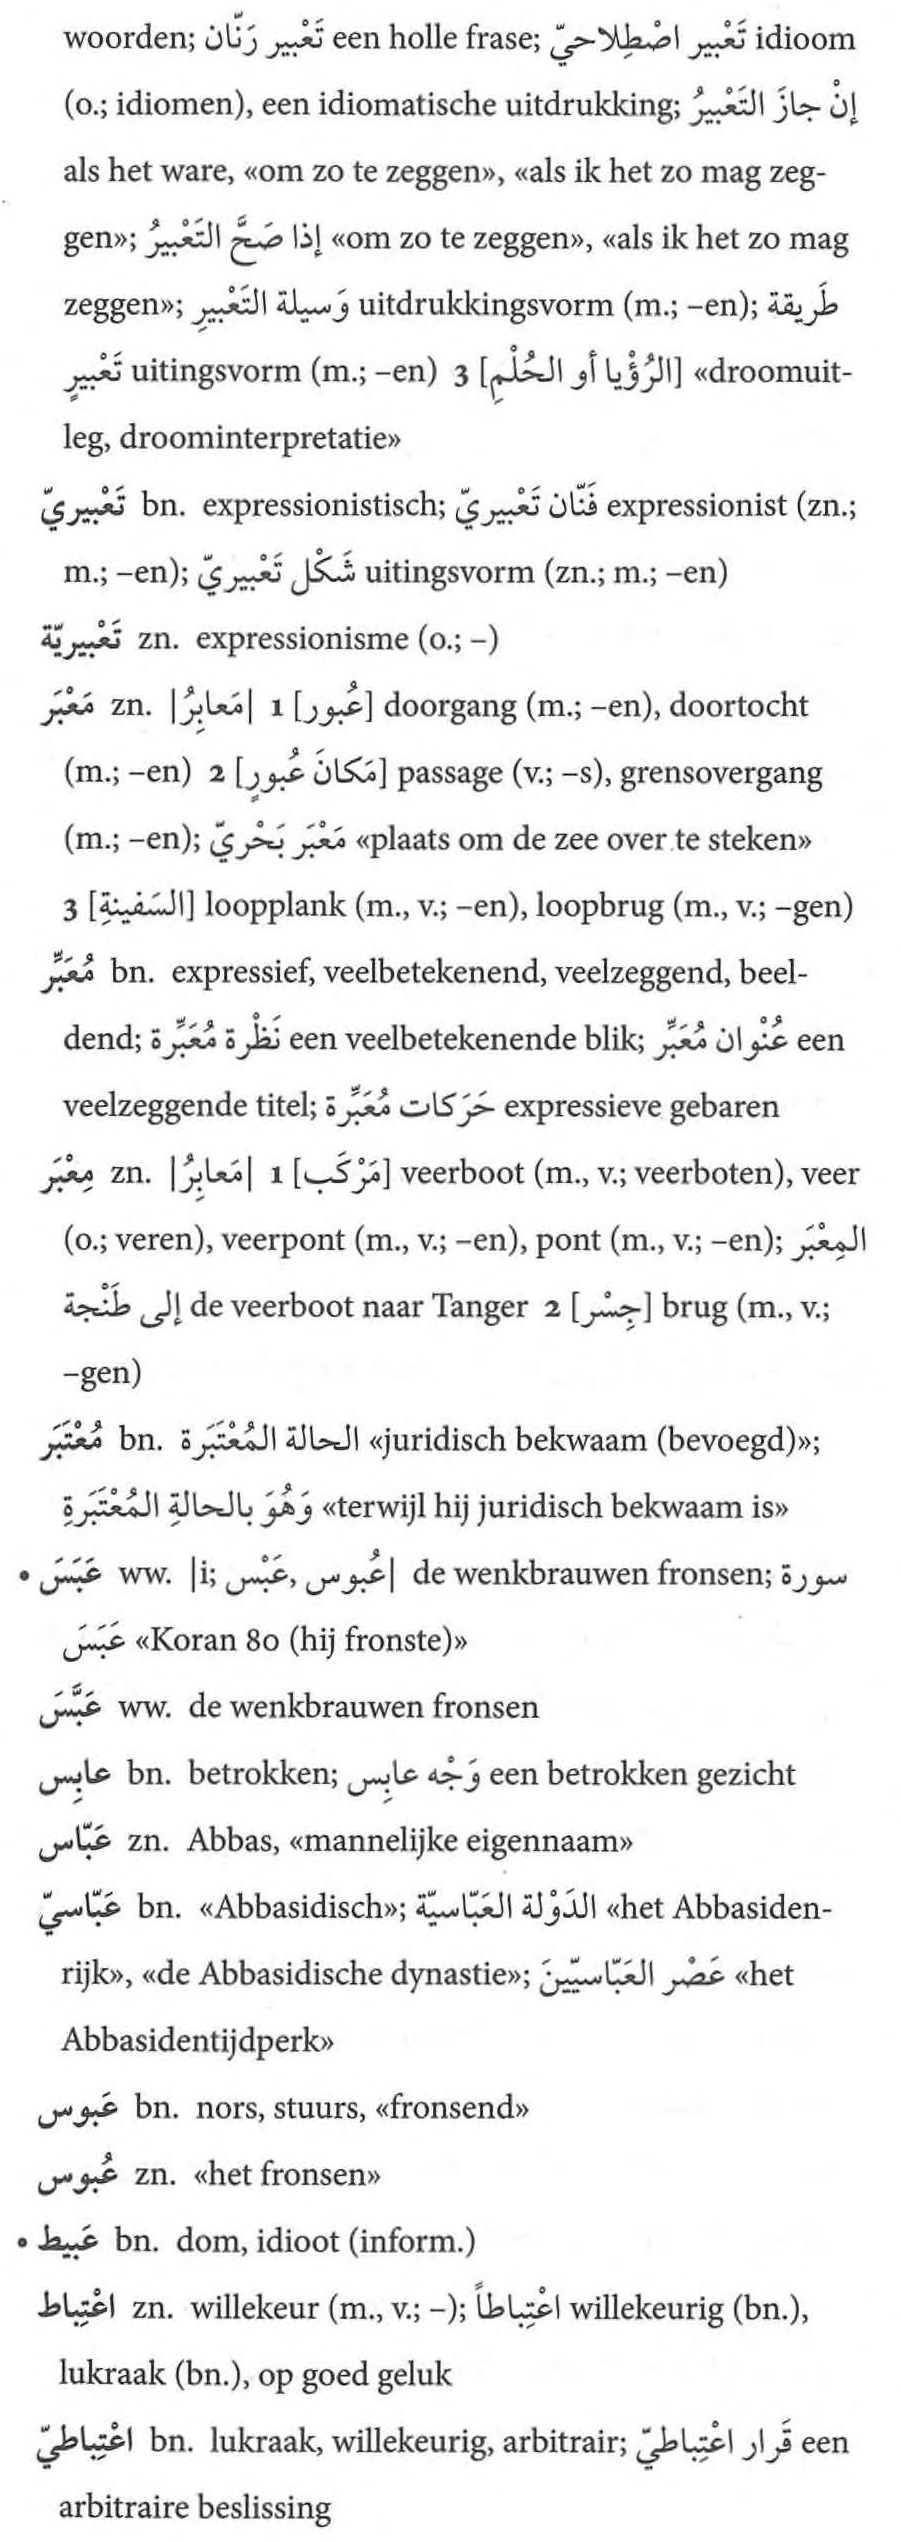 woorden; تَعْبير رَنّان een holle frase; تَعْبير اصْطِلاحيّ idioom
(o.; idiomen), een idiomatische uitdrukking; إنْ جازَ التَعْبيرُ
als het ware, «om zo te zeggen», «als ik het zo mag zeg-
gen»; إذا صَحَّ التَعْبيرُ «om zo te zeggen», «als ik het zo mag
zeggen»; وَسيلة التَعْبيرِ uitdrukkingsvorm (m.; –en); طَريقة
تَعْبيرٍ uitingsvorm (m.; –en) 3 [الرُؤْيا أو الحُلْمِ] «droomuit-
leg, droominterpretatie»
تَعْبيريّ bn. expressionistisch; فَنّان تَعْبيريّ expressionist (zn.;
m.; –en); شَكْل تَعْبيريّ uitingsvorm (zn.; m.; –en)
تَعْبيريّة zn. expressionisme (o.; –)
مَعْبَر zn. |مَعابِرُ| 1 [عُبور] doorgang (m.; –en), doortocht
(m.; –en) 2 [مَكانَ عُبورٍ] passage (v.; –s), grensovergang
(m.; –en); مَعْبَر بَحْريّ «plaats om de zee over te steken»
3 [السَفينةِ] loopplank (m., v.; –en), loopbrug (m., v.; –gen)
مُعَبِّر bn. expressief, veelbetekenend, veelzeggend, beel-
dend; نَظْرة مُعَبِّرة een veelbetekenende blik; عُنْوان مُعَبِّر een
veelzeggende titel; حَرَكات مُعَبِّرة expressieve gebaren
مِعْبَر zn. |مَعابِرُ| 1 [مَرْكَب] veerboot (m., v.; veerboten), veer
(o.; veren), veerpont (m., v.; –en), pont (m., v.; –en); المِعْبَر
إلى طَنْجة de veerboot naar Tanger 2 [جِسْر] brug (m., v.;
–gen)
مُعْتَبَر bn. الحالة المُعْتَبَرة «juridisch bekwaam (bevoegd)»;
وَهُوَ بالحالةِ المُعْتَبَرةِ «terwijl hij juridisch bekwaam is»
• عَبَسَ ww. |i; عَبْس, عُبوس| de wenkbrauwen fronsen; سورة
عَبَسَ «Koran 80 (hij fronste)»
عَبَّسَ ww. de wenkbrauwen fronsen
عابِس bn. betrokken; وَجْه عابِس een betrokken gezicht
عَبّاس zn. Abbas, «mannelijke eigennaam»
عَبّاسيّ bn. «Abbasidisch»; الدَوْلة العَبّاسيّة «het Abbasiden-
rijk», «de Abbasidische dynastie»; عَصْر العَبّاسيّينَ «het
Abbasidentijdperk»
عَبوس bn. nors, stuurs, «fronsend»
عُبوس zn. «het fronsen»
• عَبيط bn. dom, idioot (inform.)
اعْتِباط zn. willekeur (m., v.; –); اعْتِباطاً willekeurig (bn.),
lukraak (bn.), op goed geluk
اعْتِباطيّ bn. lukraak, willekeurig, arbitrair; قَرار اعْتِباطيّ een
arbitraire beslissing